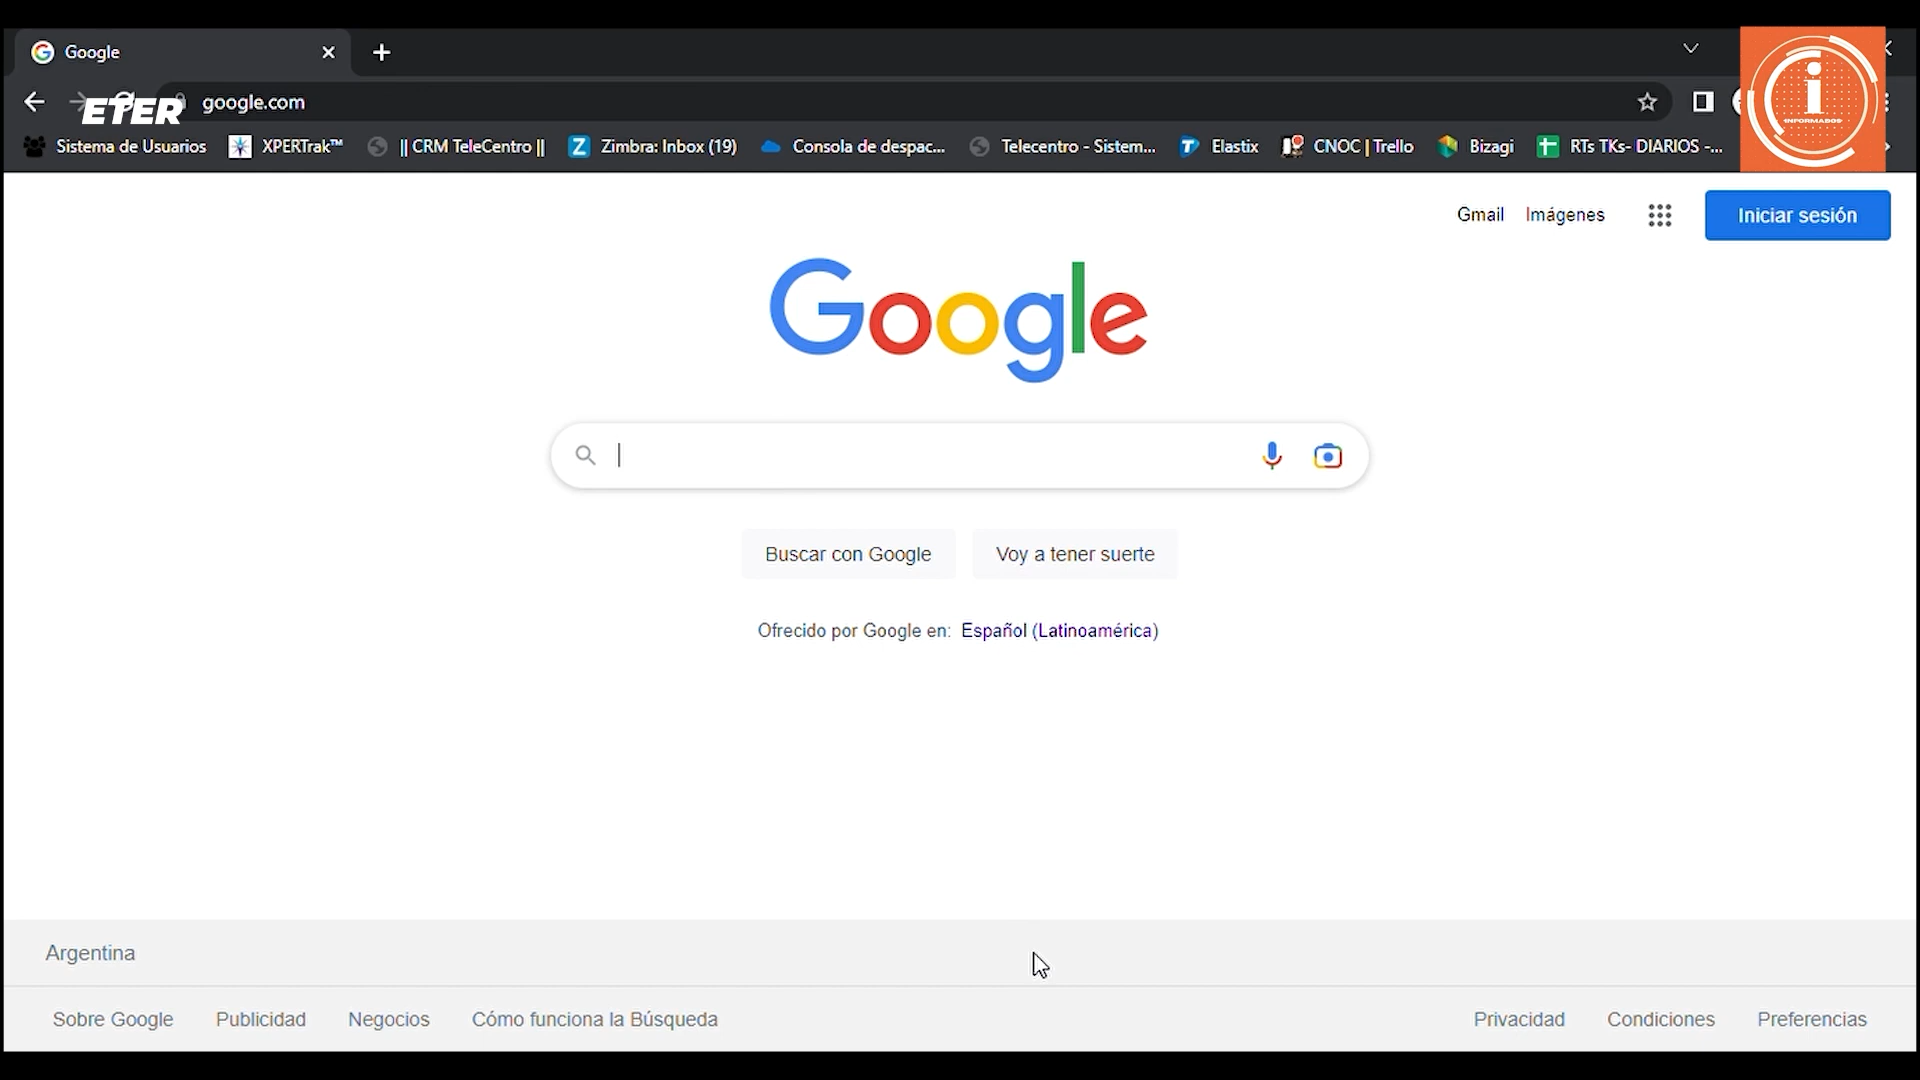 Google
ETER
google.com
Sistema de Usuarios
XPERTrak™
|| CRM TeleCentro ||
Zimbra: Inbox (19)
Consola de despac...
Telecentro - Sistem...
Elastix
CNOC | Trello
Bizagi
RTs TKs- DIARIOS -...
i
INFORMADOS
Gmail
Imágenes
Iniciar sesión
Google
Buscar con Google
Voy a tener suerte
Ofrecido por Google en: Español (Latinoamérica)
Argentina
Sobre Google
Publicidad
Negocios
Cómo funciona la Búsqueda
Privacidad
Condiciones
Preferencias